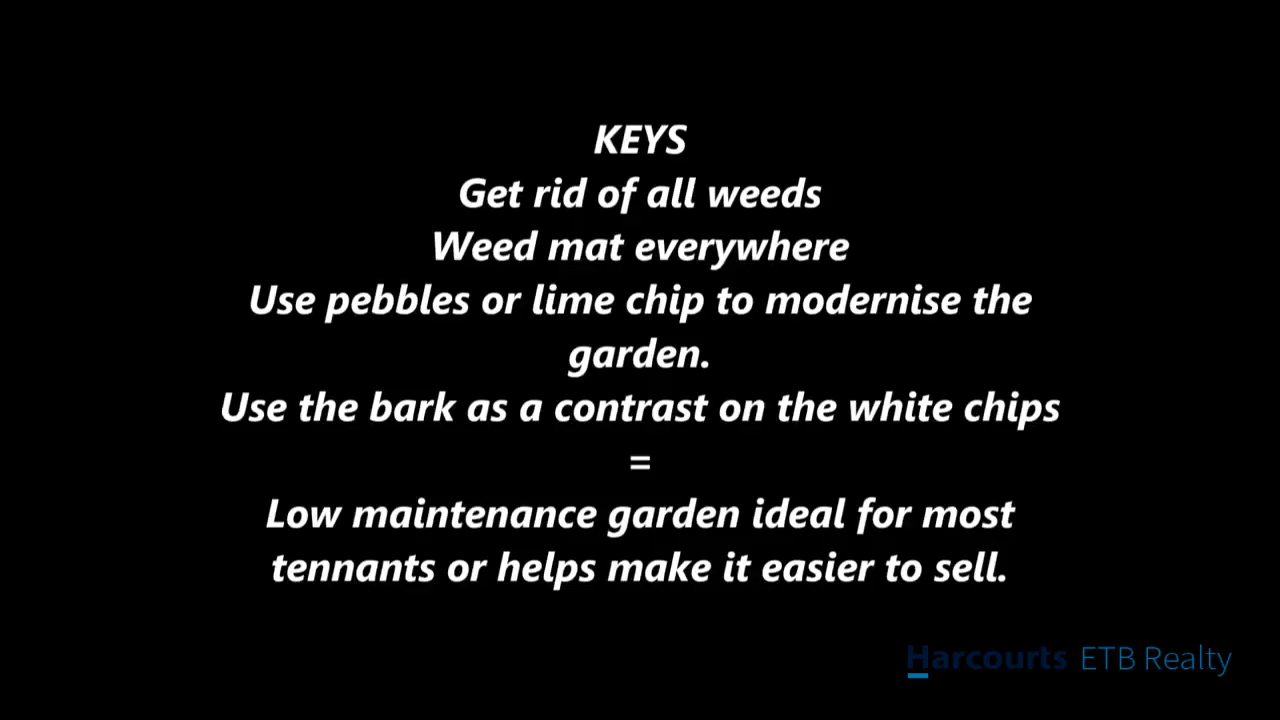 KEYS
Get rid of all weeds
Weed mat everywhere
Use pebbles or lime chip to modernise the
garden.
Use the bark as a contrast on the white chips
=
Low maintenance garden ideal for most
tennants or helps make it easier to sell.
Harcourts ETB Realty